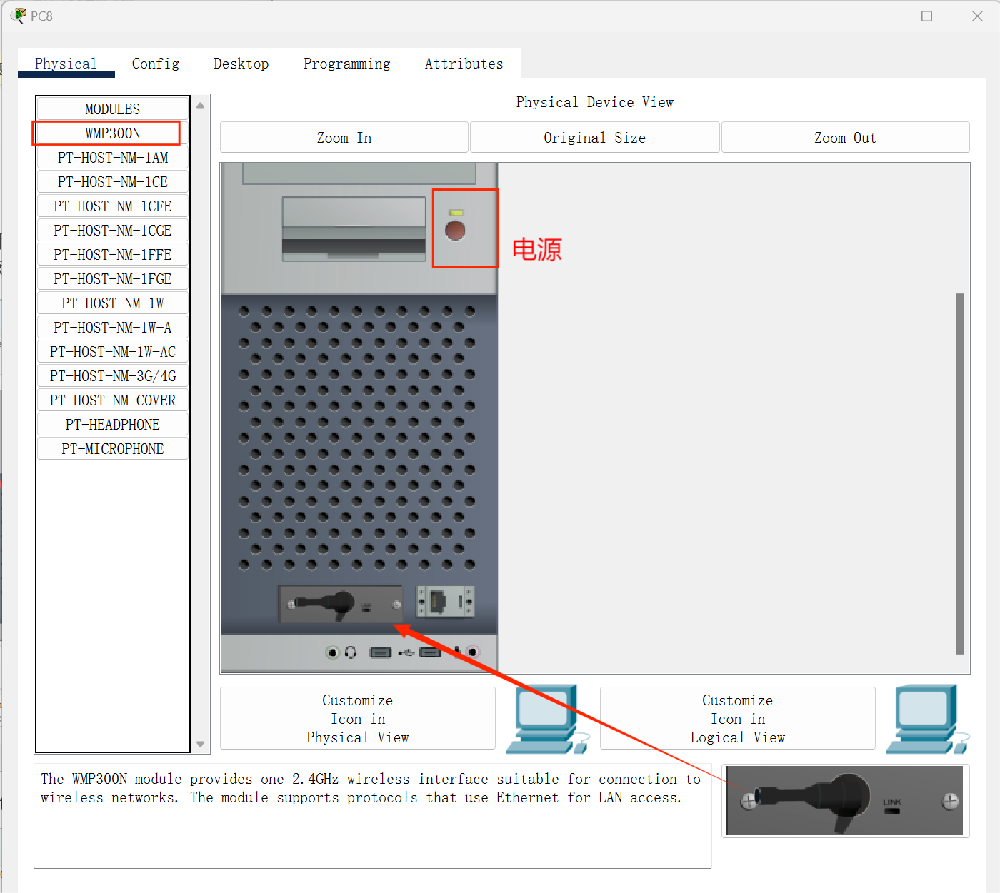 PC8
Physical
Config
Desktop
Programming
Attributes
MODULES
WMP300N
PT-HOST-NM-1AM
PT-HOST-NM-1CE
PT-HOST-NM-1CFE
PT-HOST-NM-1CGE
PT-HOST-NM-1FFE
PT-HOST-NM-1FGE
PT-HOST-NM-1W
PT-HOST-NM-1W-A
PT-HOST-NM-1W-AC
PT-HOST-NM-3G/4G
PT-HOST-NM-COVER
PT-HEADPHONE
PT-MICROPHONE
Physical Device View
Zoom In
Original Size
Zoom Out
电源
LINK
Customize
Icon in
Physical View
Customize
Icon in
Logical View
The WMP300N module provides one 2.4GHz wireless interface suitable for connection to
wireless networks. The module supports protocols that use Ethernet for LAN access.
LINK